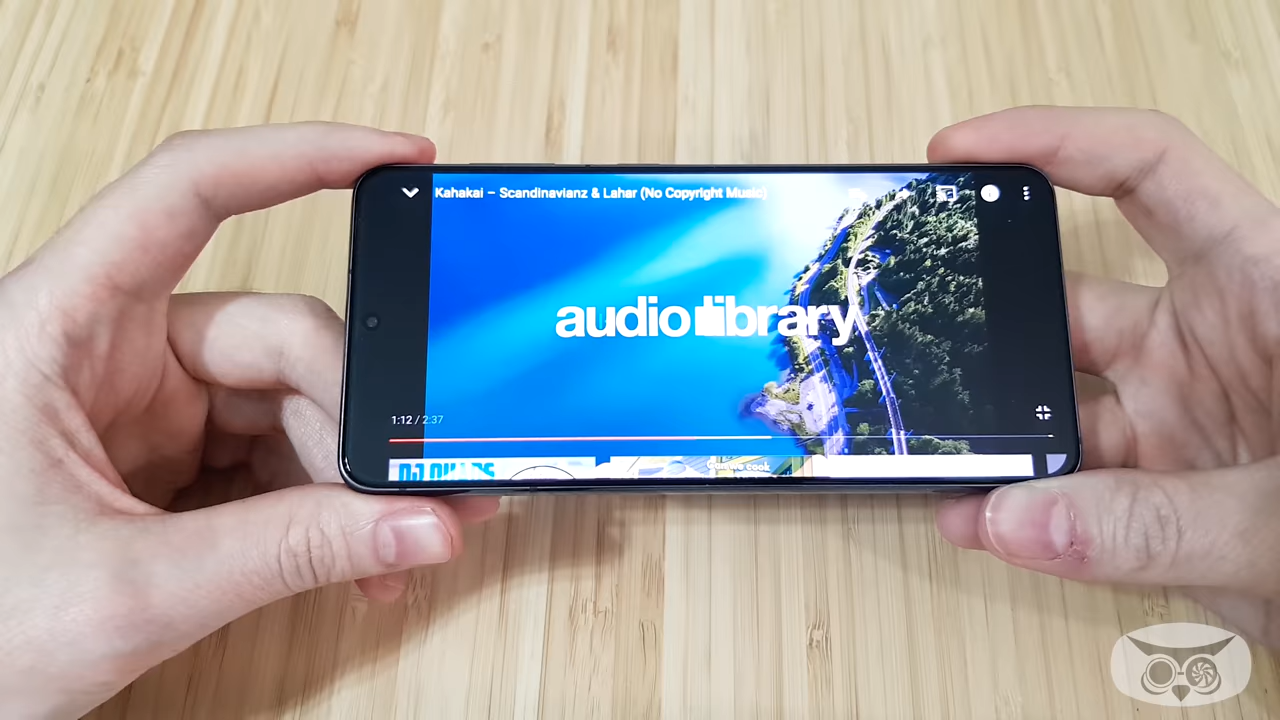 Kahakai – Scandinavianz & Lahar (No Copyright Music)
audiolibrary
1:12 / 2:37